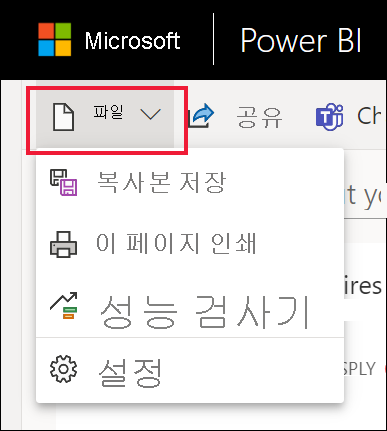 Microsoft Power BI
파일 공유 Ch
복사본 저장
t yo
이 페이지 인쇄
ires
성능 검사기
SPLY
설정